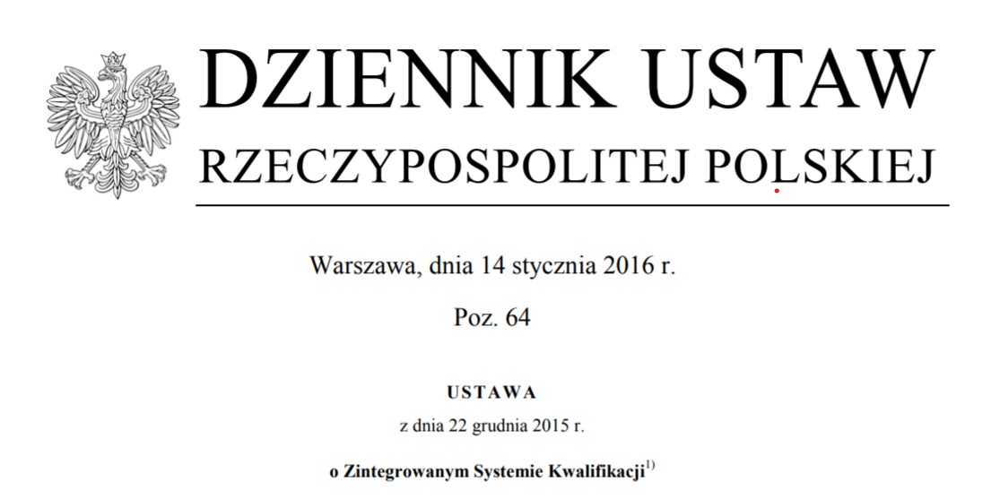 DZIENNIK USTAW
RZECZYPOSPOLITEJ POLSKIEJ
Warszawa, dnia 14 stycznia 2016 r.
Poz. 64
USTAWA
z dnia 22 grudnia 2015 r.
o Zintegrowanym Systemie Kwalifikacji1)